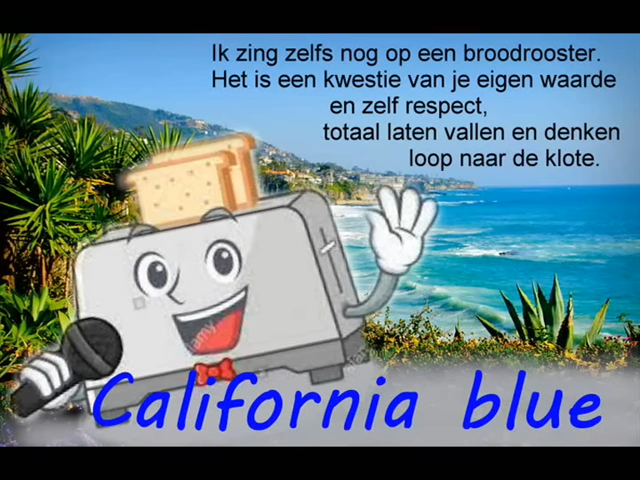 Ik zing zelfs nog op een broodrooster.
Het is een kwestie van je eigen waarde
en zelf respect,
totaal laten vallen en denken
loop naar de klote.
California blue